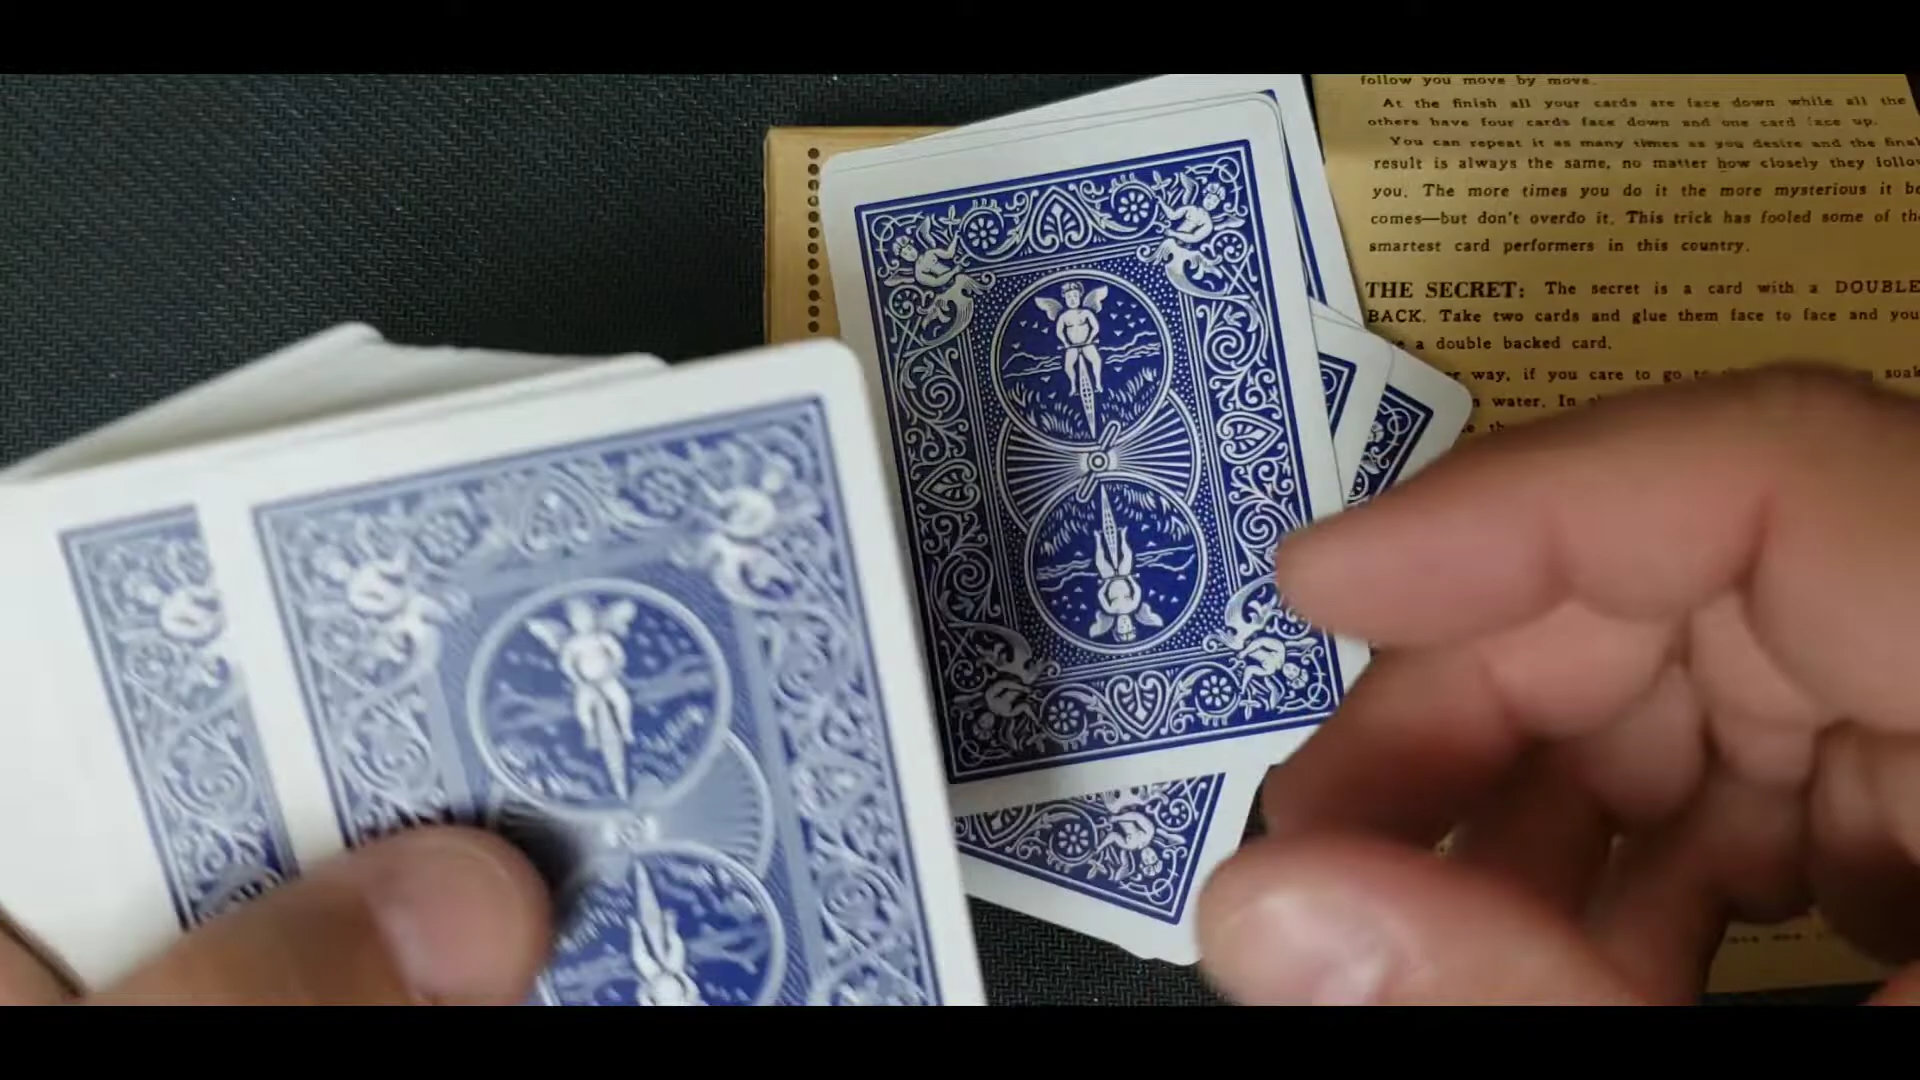 follow you move by move.
At the finish all your cards are face down while all the
others have four cards face down and one card face up.
You can repeat it as many times as you desire and the final
result is always the same, no matter how closely they follow
you. The more times you do it the more mysterious it be
comes—but don't overdo it. This trick has fooled some of the
smartest card performers in this country.
THE SECRET: The secret is a card with a DOUBLE
BACK. Take two cards and glue them face to face and you
a double backed card.
way, if you care to go to soak
water. In